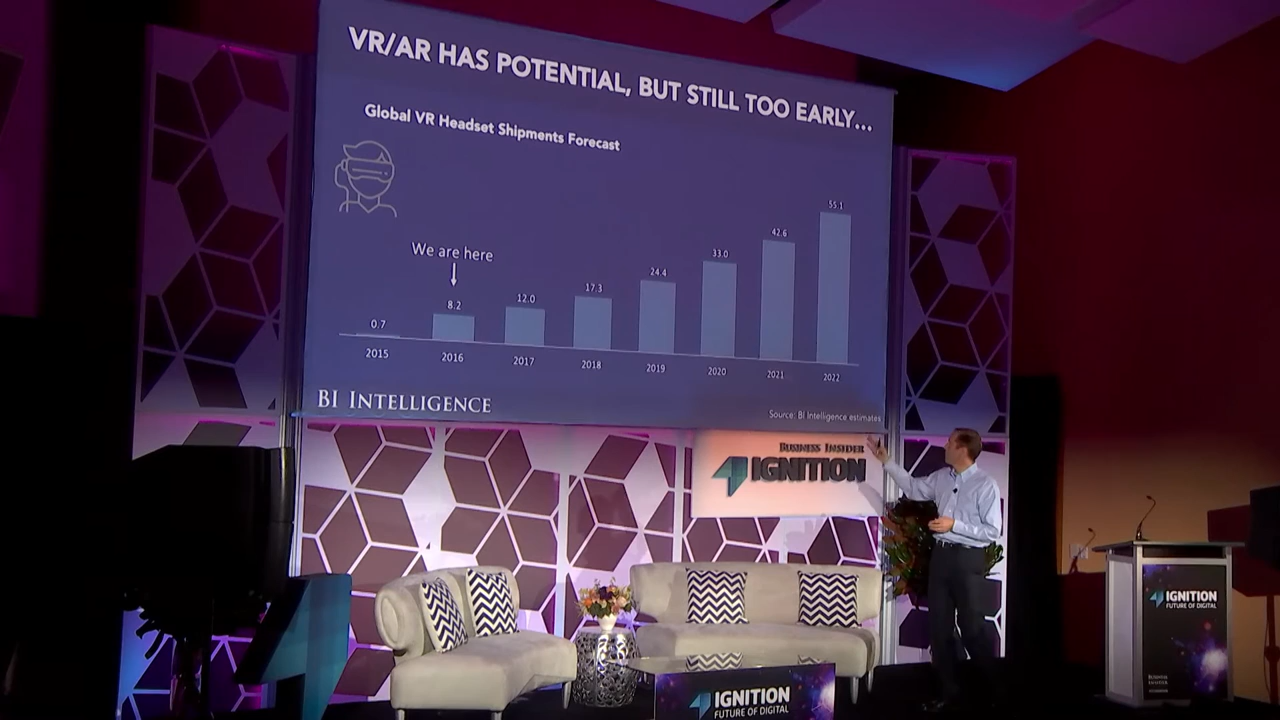 VR/AR HAS POTENTIAL, BUT STILL TOO EARLY...
Global VR Headset Shipments Forecast
We are here
0.7
8.2
12.0
17.3
24.4
33.0
42.6
55.1
2015
2016
2017
2018
2019
2020
2021
2022
BI INTELLIGENCE
Source: BI Intelligence estimates
BUSINESS INSIDER
IGNITION
IGNITION
FUTURE OF DIGITAL
BUSINESS
INSIDER
IGNITION
FUTURE OF DIGITAL